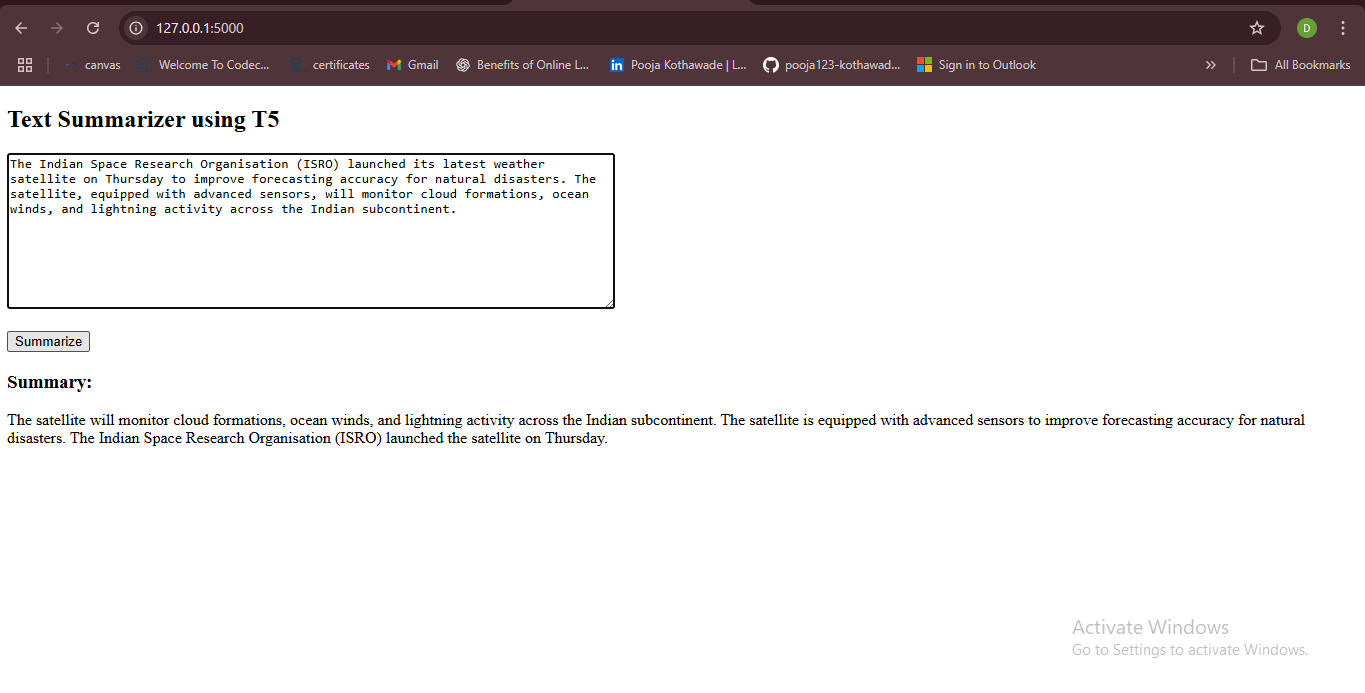 127.0.0.1:5000
D
canvas
Welcome To Codec...
certificates
Gmail
Benefits of Online L...
Pooja Kothawade | L...
pooja123-kothawad...
Sign in to Outlook
All Bookmarks
Text Summarizer using T5
The Indian Space Research Organisation (ISRO) launched its latest weather
satellite on Thursday to improve forecasting accuracy for natural disasters. The
satellite, equipped with advanced sensors, will monitor cloud formations, ocean
winds, and lightning activity across the Indian subcontinent.
Summarize
Summary:
The satellite will monitor cloud formations, ocean winds, and lightning activity across the Indian subcontinent. The satellite is equipped with advanced sensors to improve forecasting accuracy for natural
disasters. The Indian Space Research Organisation (ISRO) launched the satellite on Thursday.
Activate Windows
Go to Settings to activate Windows.